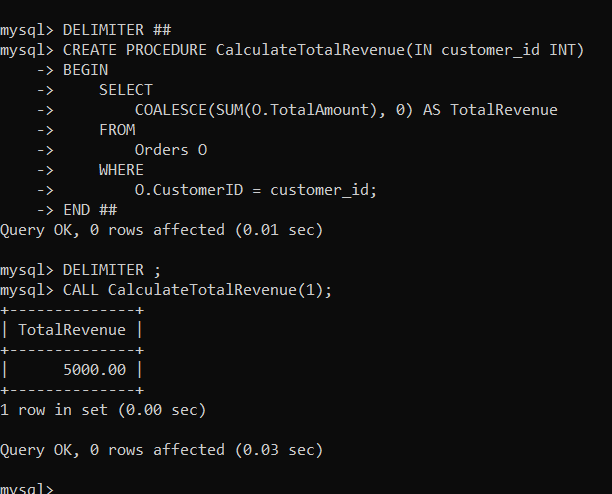 mysql> DELIMITER ##
mysql> CREATE PROCEDURE CalculateTotalRevenue(IN customer_id INT)
    -> BEGIN
    ->     SELECT
    ->         COALESCE(SUM(O.TotalAmount), 0) AS TotalRevenue
    ->     FROM
    ->         Orders O
    ->     WHERE
    ->         O.CustomerID = customer_id;
    -> END ##
Query OK, 0 rows affected (0.01 sec)

mysql> DELIMITER ;
mysql> CALL CalculateTotalRevenue(1);
+--------------+
| TotalRevenue |
+--------------+
|      5000.00 |
+--------------+
1 row in set (0.00 sec)

Query OK, 0 rows affected (0.03 sec)

mysql>